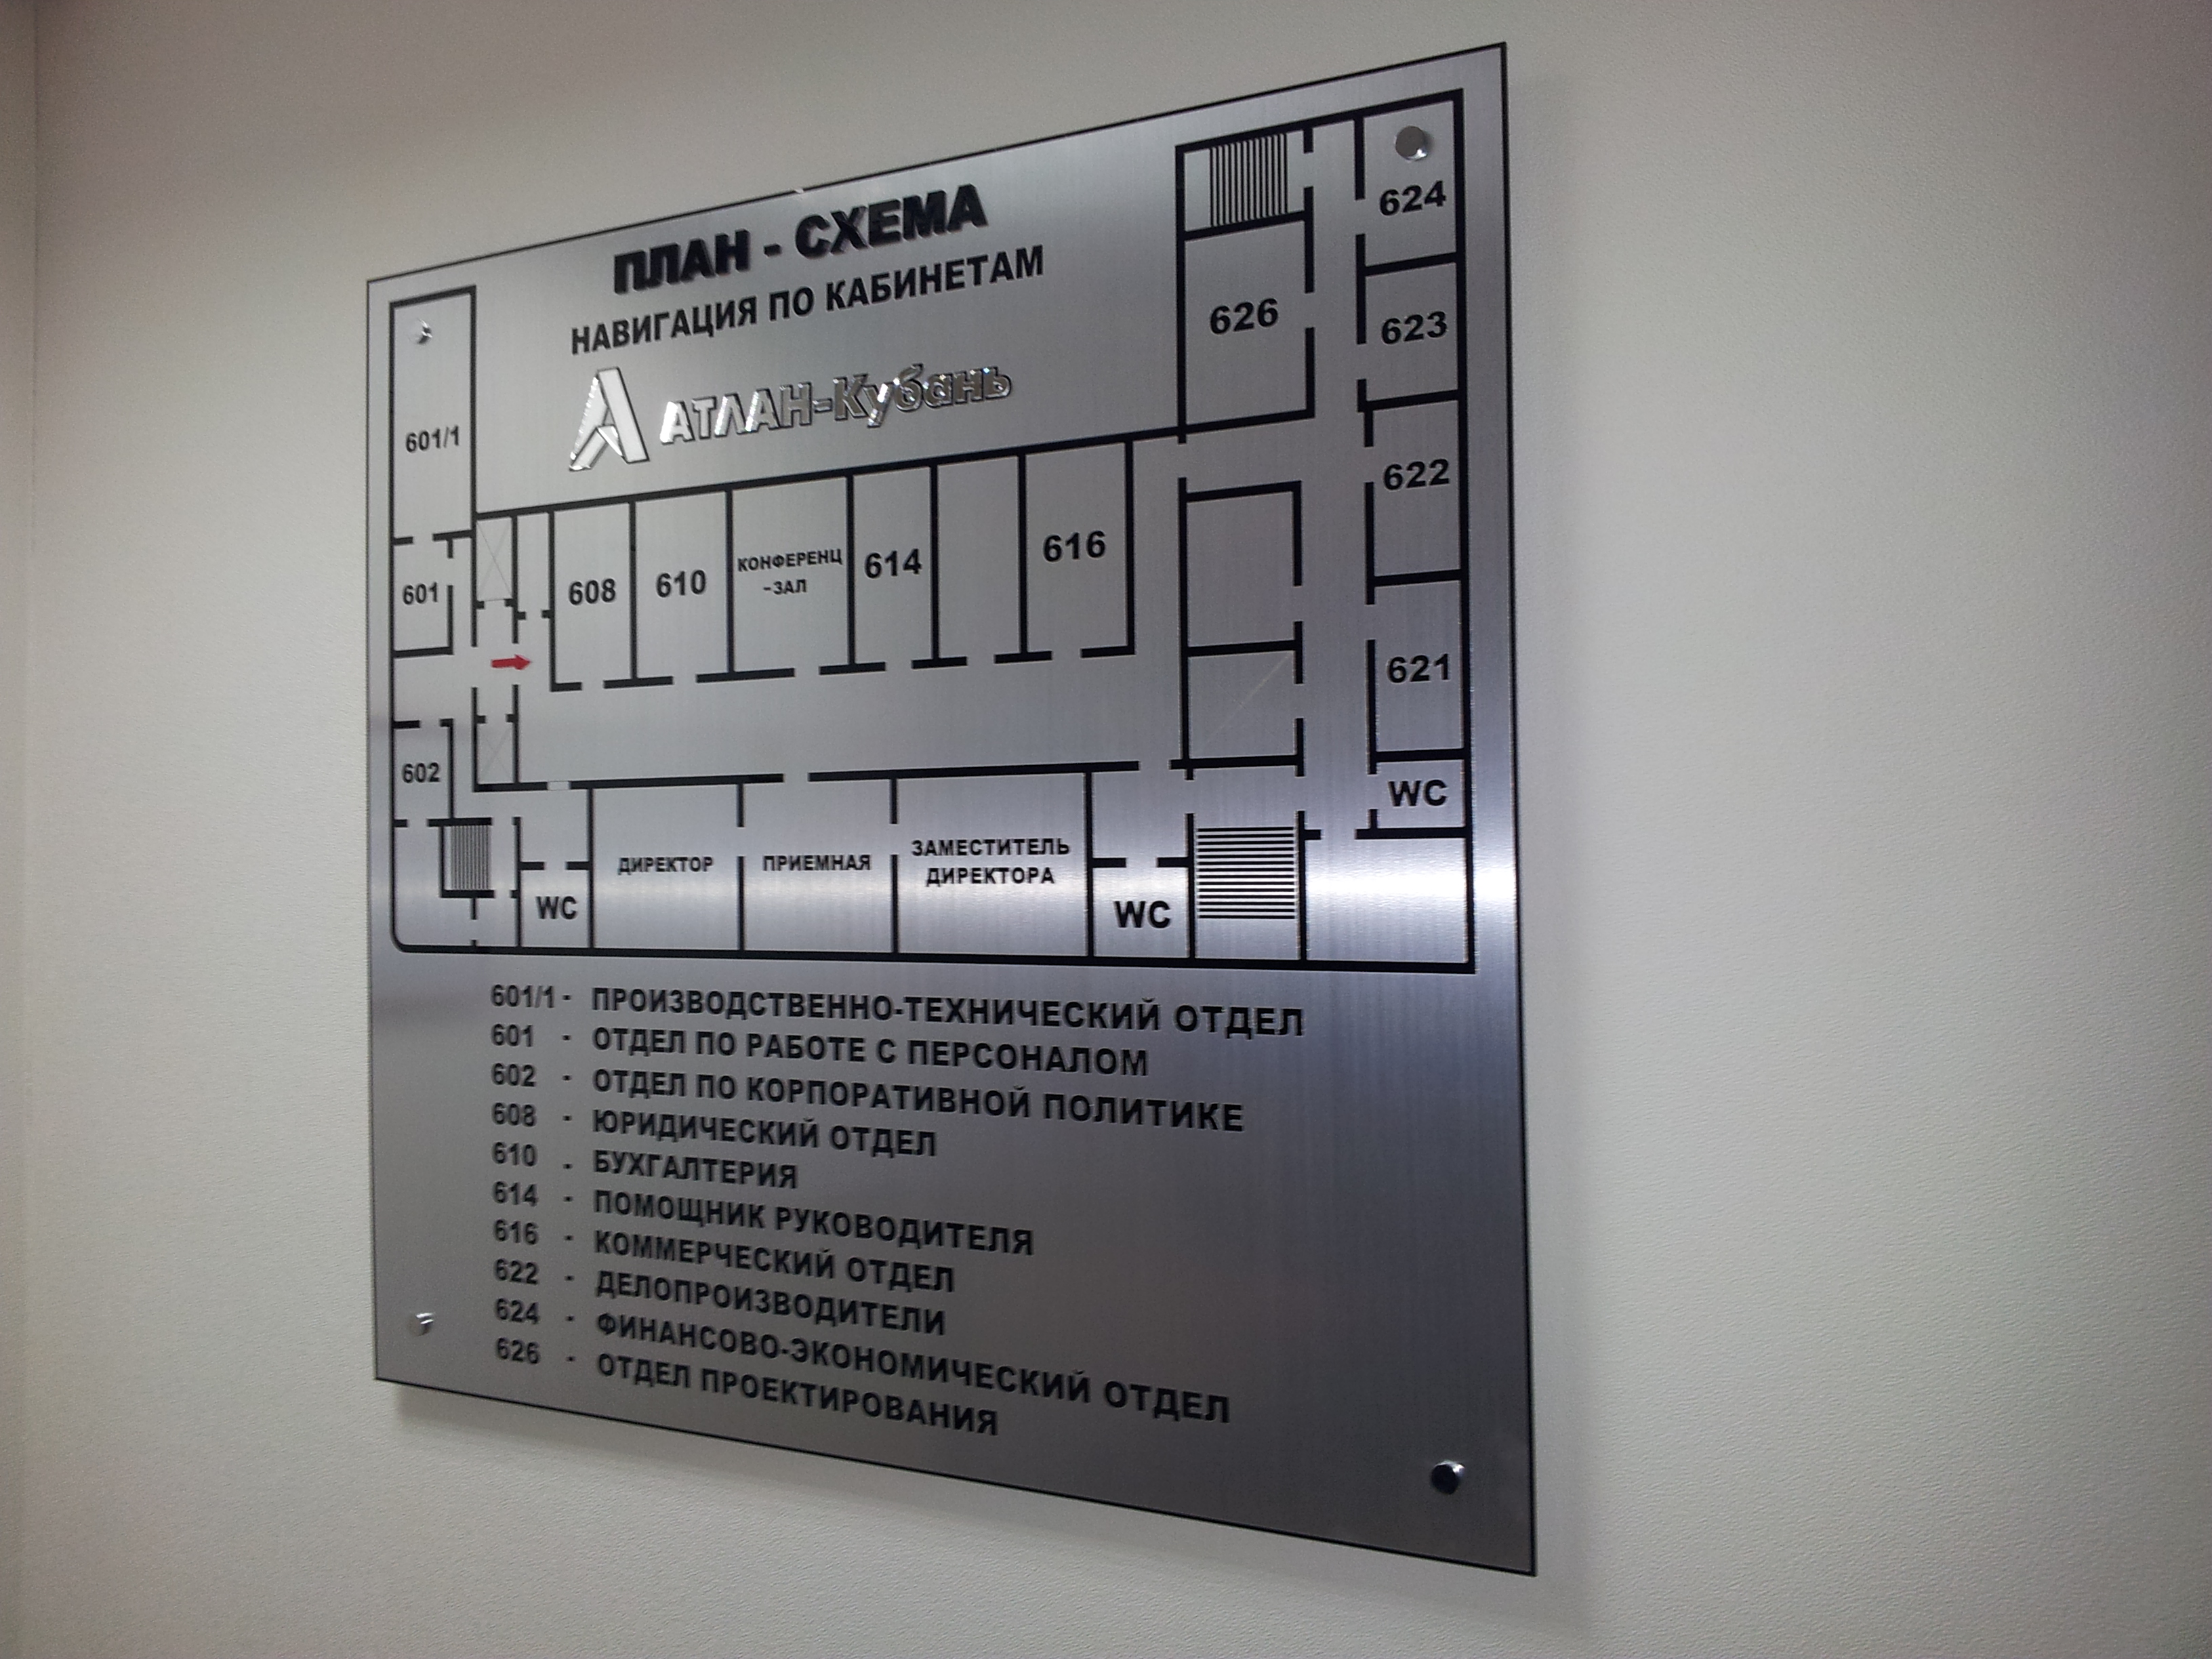 ПЛАН - СХЕМА
НАВИГАЦИЯ ПО КАБИНЕТАМ
АТЛАН-Кубань
624
626
623
601/1
622
608
610
КОНФЕРЕНЦ
-ЗАЛ
614
616
601
621
602
WC
ДИРЕКТОР
ПРИЕМНАЯ
ЗАМЕСТИТЕЛЬ
ДИРЕКТОРА
WC
WC
601/1 - ПРОИЗВОДСТВЕННО-ТЕХНИЧЕСКИЙ ОТДЕЛ
601 - ОТДЕЛ ПО РАБОТЕ С ПЕРСОНАЛОМ
602 - ОТДЕЛ ПО КОРПОРАТИВНОЙ ПОЛИТИКЕ
608 - ЮРИДИЧЕСКИЙ ОТДЕЛ
610 - БУХГАЛТЕРИЯ
614 - ПОМОЩНИК РУКОВОДИТЕЛЯ
616 - КОММЕРЧЕСКИЙ ОТДЕЛ
622 - ДЕЛОПРОИЗВОДИТЕЛИ
624 - ФИНАНСОВО-ЭКОНОМИЧЕСКИЙ ОТДЕЛ
626 - ОТДЕЛ ПРОЕКТИРОВАНИЯ